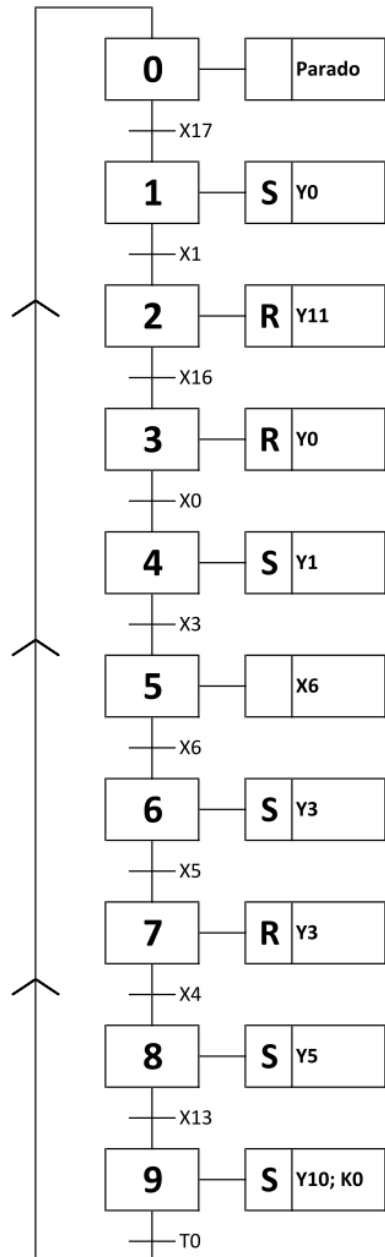 0 Parado
X17
1 S Y0
X1
2 R Y11
X16
3 R Y0
X0
4 S Y1
X3
5 X6
X6
6 S Y3
X5
7 R Y3
X4
8 S Y5
X13
9 S Y10; K0
T0